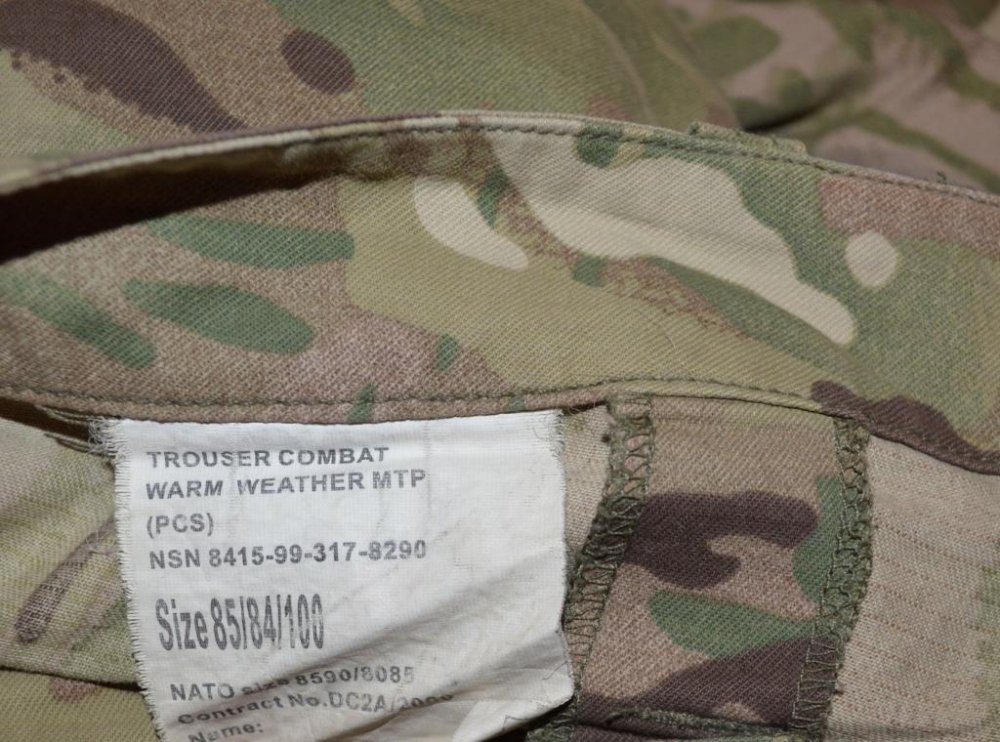 TROUSER COMBAT
WARM WEATHER MTP
(PCS)
NSN 8415-99-317-8290
Size 85/84/100
NATO size 8590/8085
Contract No.DC2A/
Name: